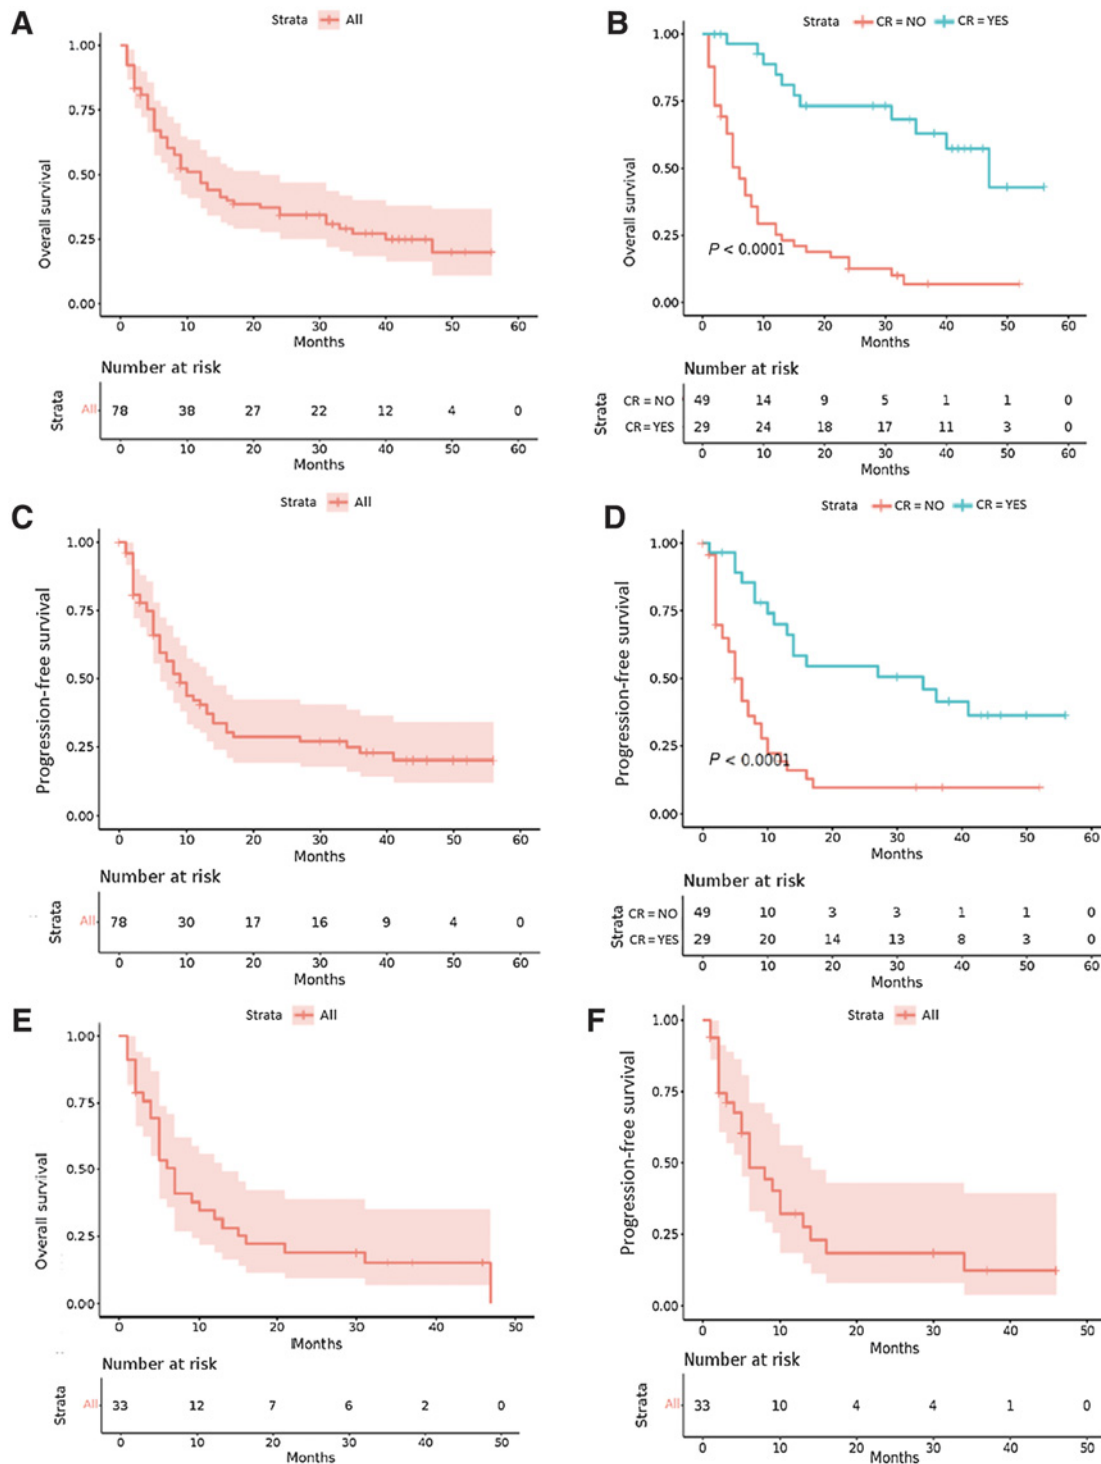 A
Strata All
1.00
0.75
0.50
0.25
0.00
Overall survival
0 10 20 30 40 50 60
Months
Number at risk
Strata
All 78 38 27 22 12 4 0
0 10 20 30 40 50 60
Months
B
Strata CR = NO CR = YES
1.00
0.75
0.50
0.25
0.00
Overall survival
P < 0.0001
0 10 20 30 40 50 60
Months
Number at risk
Strata
CR = NO 49 14 9 5 1 1 0
CR = YES 29 24 18 17 11 3 0
0 10 20 30 40 50 60
Months
C
Strata All
1.00
0.75
0.50
0.25
0.00
Progression-free survival
0 10 20 30 40 50 60
Months
Number at risk
Strata
All 78 30 17 16 9 4 0
0 10 20 30 40 50 60
Months
D
Strata CR = NO CR = YES
1.00
0.75
0.50
0.25
0.00
Progression-free survival
P < 0.0001
0 10 20 30 40 50 60
Months
Number at risk
Strata
CR = NO 49 10 3 3 1 1 0
CR = YES 29 20 14 13 8 3 0
0 10 20 30 40 50 60
Months
E
Strata All
1.00
0.75
0.50
0.25
0.00
Overall survival
0 10 20 30 40 50
Months
Number at risk
Strata
All 33 12 7 6 2 0
0 10 20 30 40 50
Months
F
Strata All
1.00
0.75
0.50
0.25
0.00
Progression-free survival
0 10 20 30 40 50
Months
Number at risk
Strata
All 33 10 4 4 1 0
0 10 20 30 40 50
Months